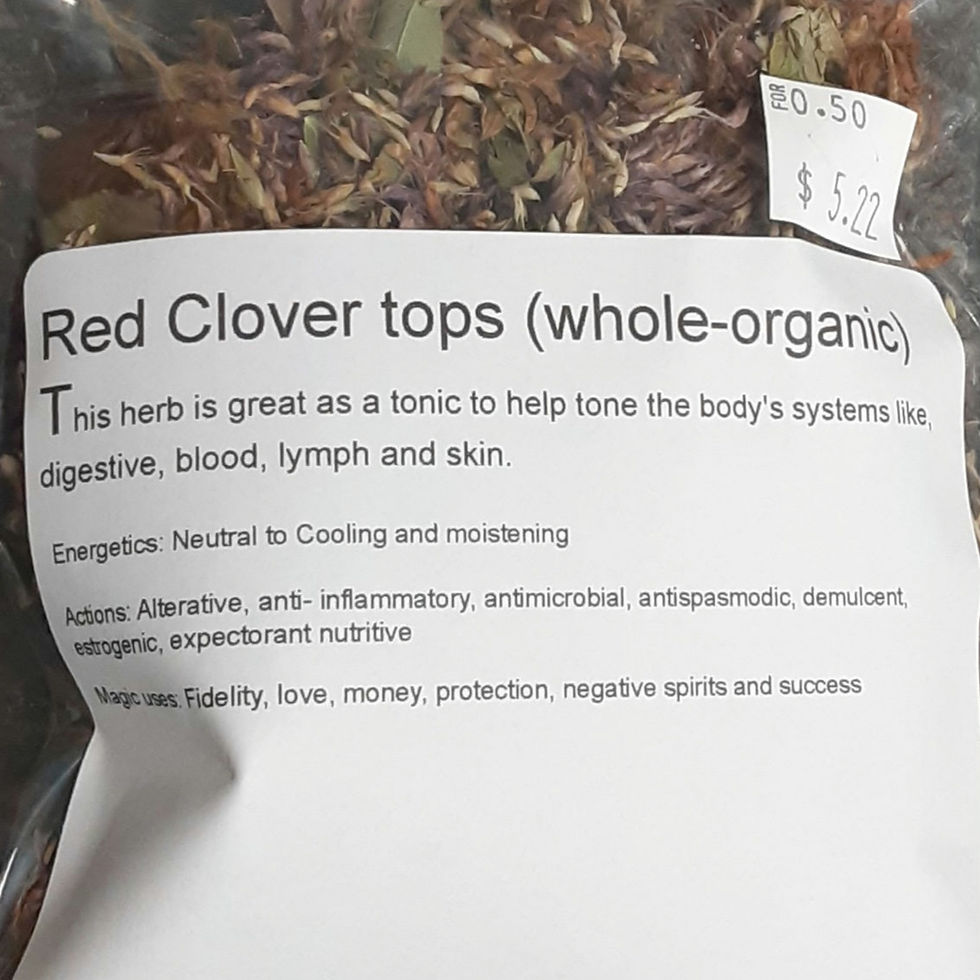 FOR 0.50
$ 5.22
Red Clover tops (whole-organic)
This herb is great as a tonic to help tone the body's systems like,
digestive, blood, lymph and skin.
Energetics: Neutral to Cooling and moistening
Actions: Alterative, anti- inflammatory, antimicrobial, antispasmodic, demulcent,
estrogenic, expectorant nutritive
Magic uses: Fidelity, love, money, protection, negative spirits and success